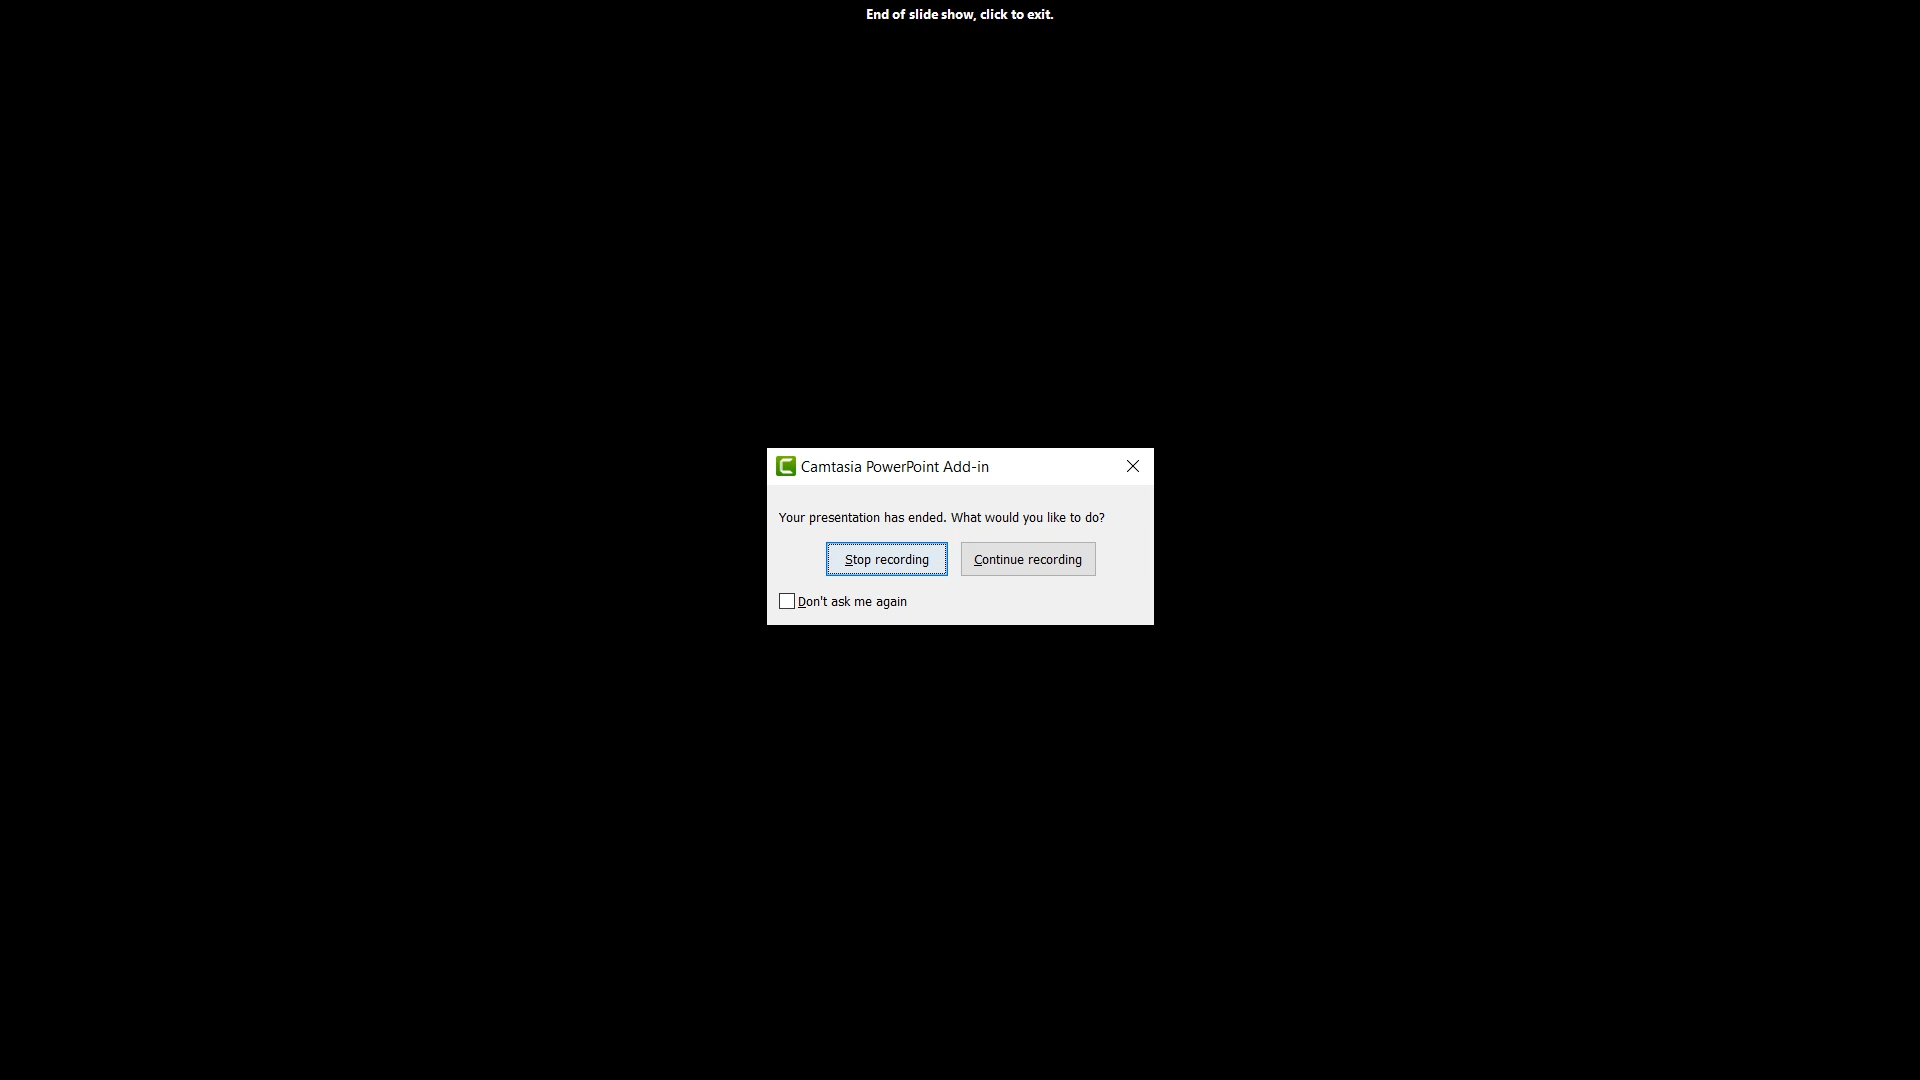 End of slide show, click to exit.
Camtasia PowerPoint Add-in
Your presentation has ended. What would you like to do?
Stop recording
Continue recording
Don't ask me again